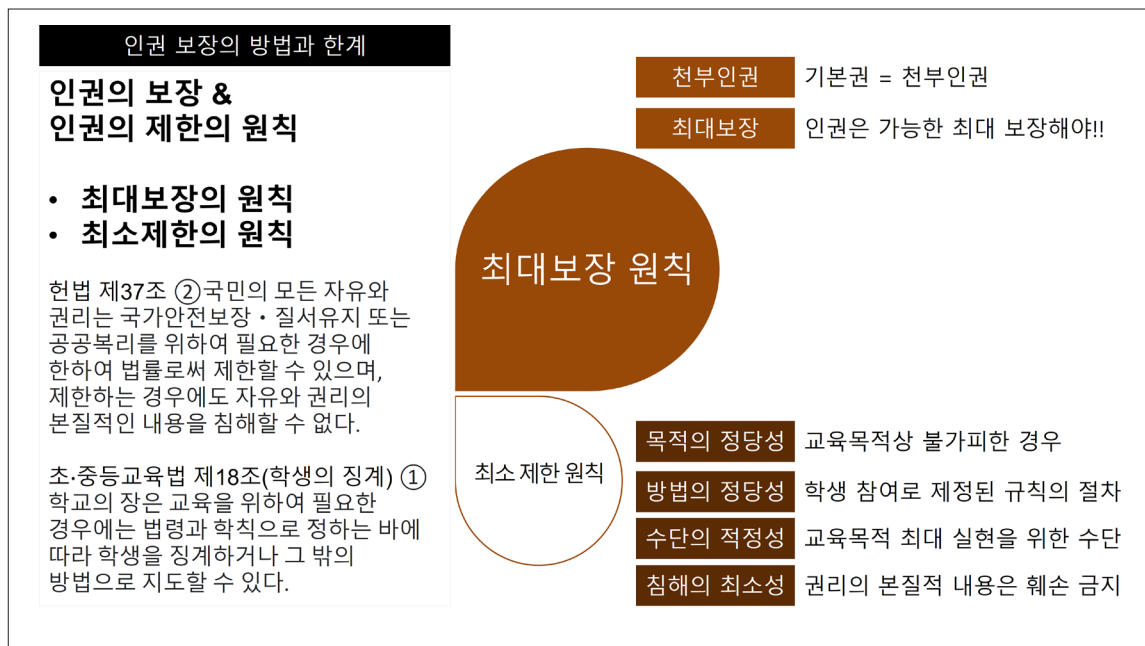 인권 보장의 방법과 한계
인권의 보장 &
인권의 제한의 원칙
• 최대보장의 원칙
• 최소제한의 원칙
헌법 제37조 ②국민의 모든 자유와
권리는 국가안전보장・질서유지 또는
공공복리를 위하여 필요한 경우에
한하여 법률로써 제한할 수 있으며,
제한하는 경우에도 자유와 권리의
본질적인 내용을 침해할 수 없다.
초·중등교육법 제18조(학생의 징계) ①
학교의 장은 교육을 위하여 필요한
경우에는 법령과 학칙으로 정하는 바에
따라 학생을 징계하거나 그 밖의
방법으로 지도할 수 있다.
천부인권 기본권 = 천부인권
최대보장 인권은 가능한 최대 보장해야!!
최대보장 원칙
최소 제한 원칙
목적의 정당성 교육목적상 불가피한 경우
방법의 정당성 학생 참여로 제정된 규칙의 절차
수단의 적정성 교육목적 최대 실현을 위한 수단
침해의 최소성 권리의 본질적 내용은 훼손 금지